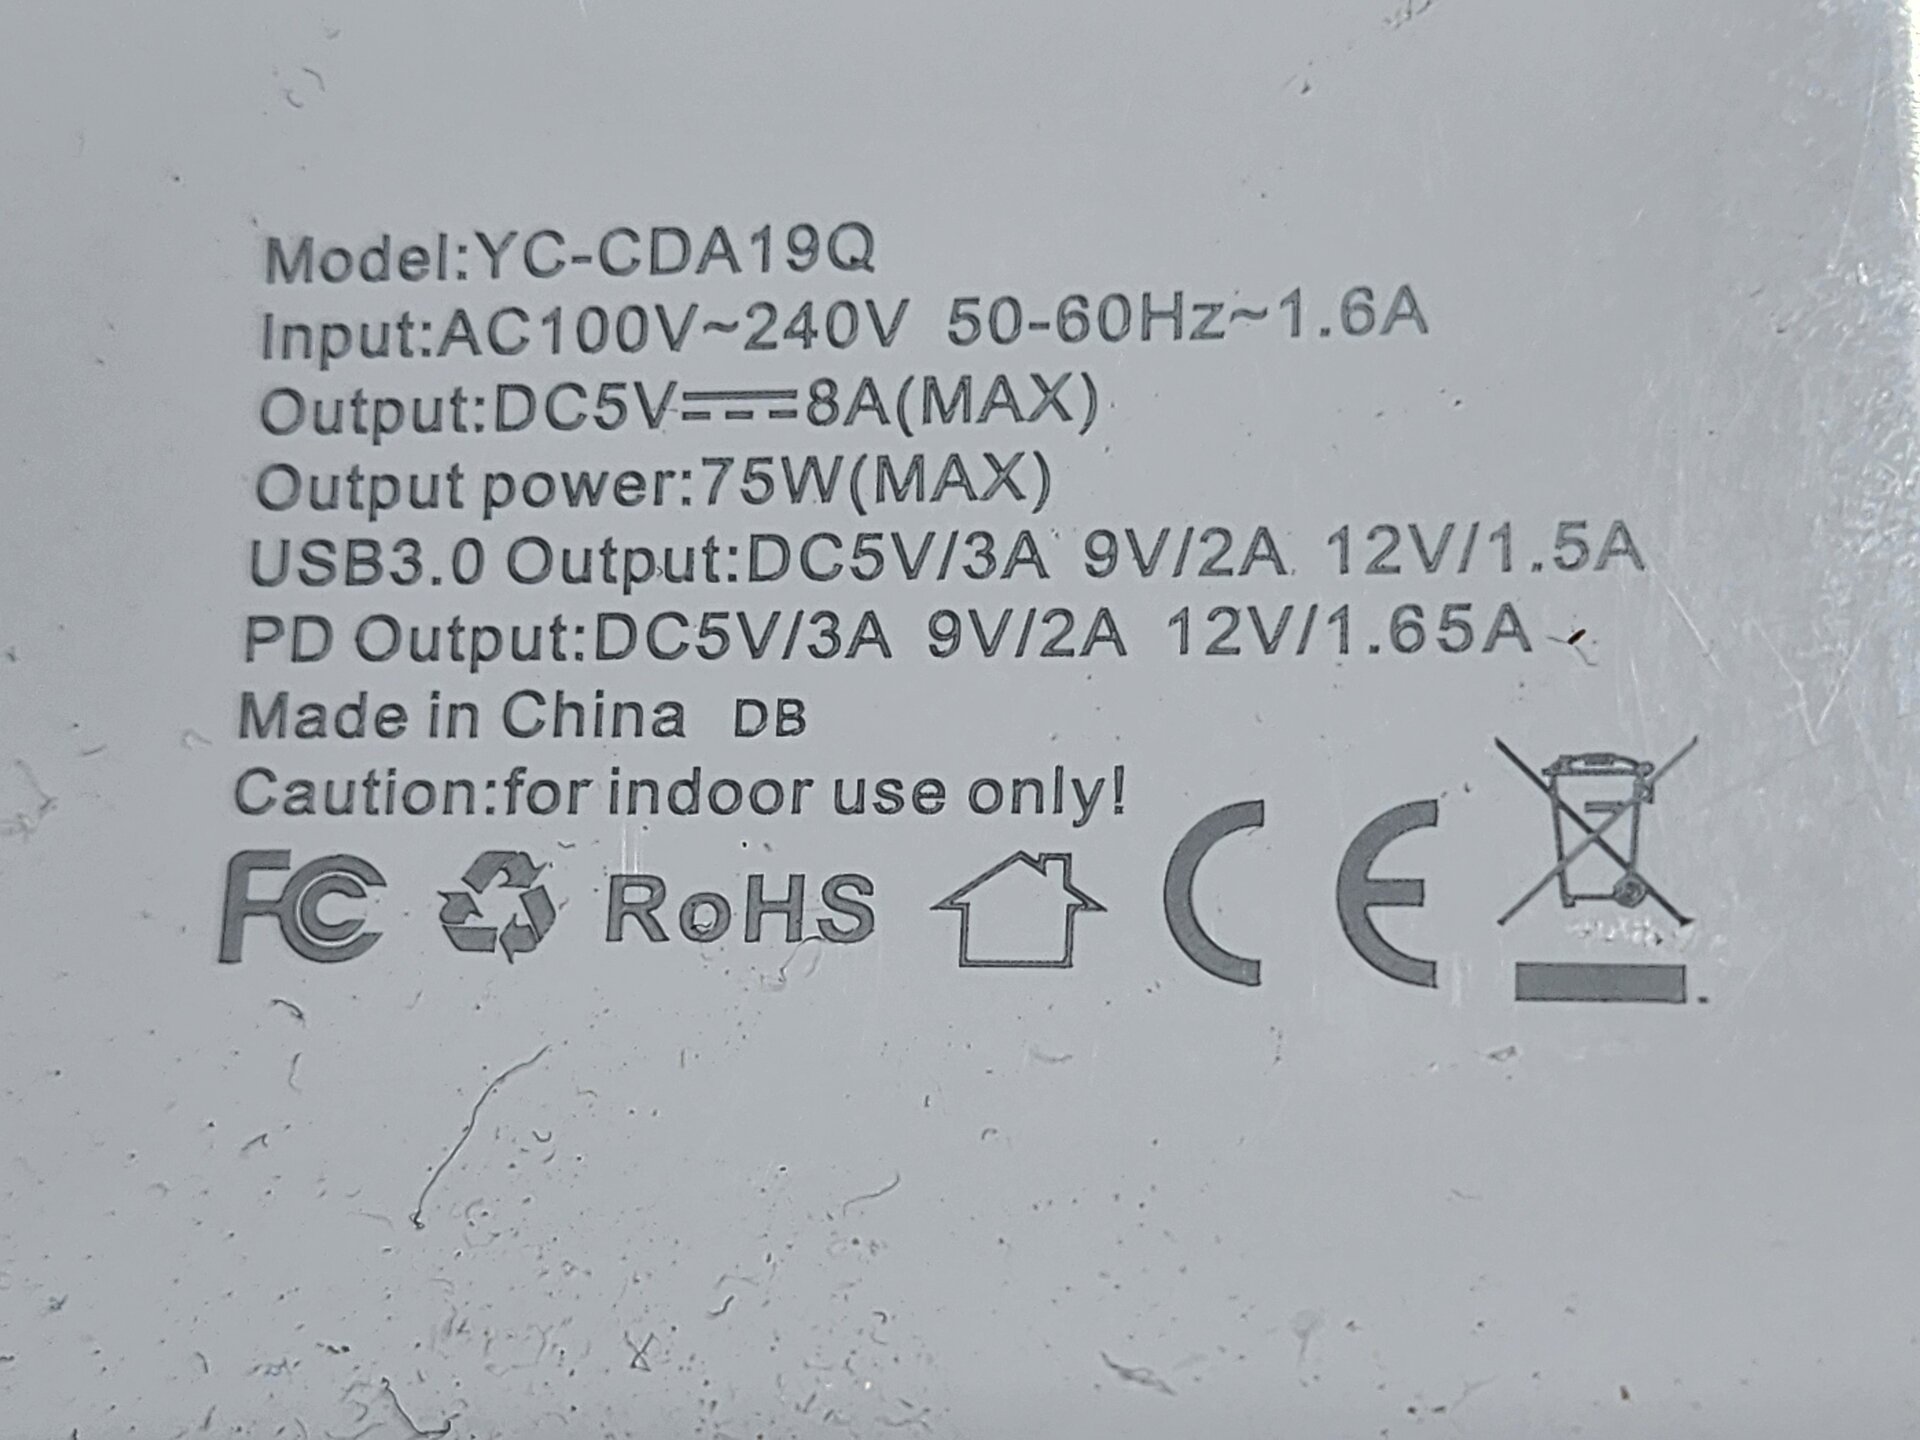 Model:YC-CDA19Q
Input:AC100V~240V 50-60Hz~1.6A
Output:DC5V⎓8A(MAX)
Output power:75W(MAX)
USB3.0 Output:DC5V/3A 9V/2A 12V/1.5A
PD Output:DC5V/3A 9V/2A 12V/1.65A
Made in China DB
Caution:for indoor use only!
FC RoHS CE